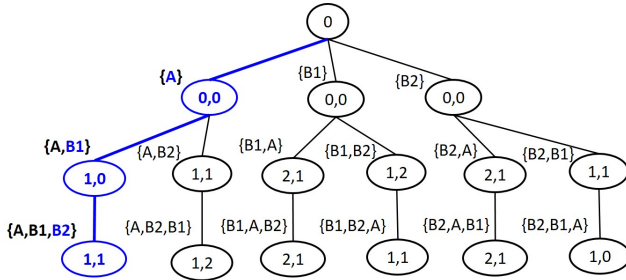 0
{A} {B1} {B2}
0,0 0,0 0,0
{A,B1} {A,B2} {B1,A} {B1,B2} {B2,A} {B2,B1}
1,0 1,1 2,1 1,2 2,1 1,1
{A,B1,B2} {A,B2,B1} {B1,A,B2} {B1,B2,A} {B2,A,B1} {B2,B1,A}
1,1 1,2 2,1 1,1 2,1 1,0